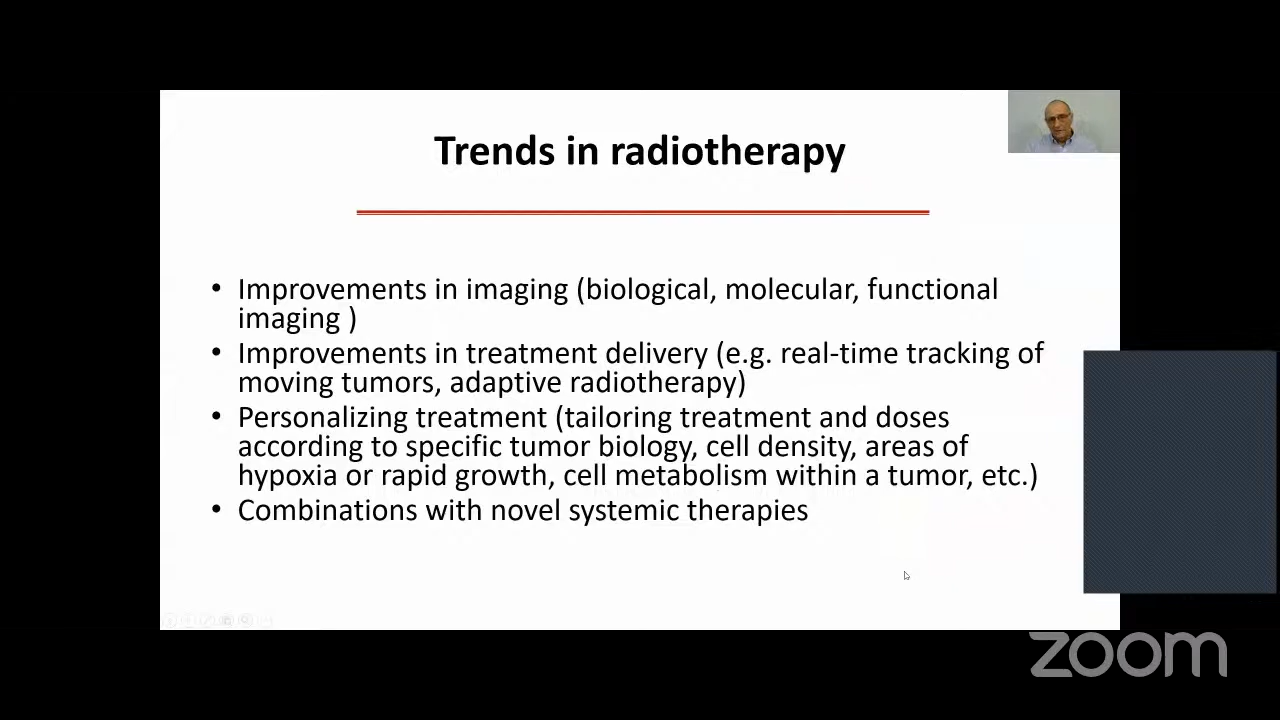 Trends in radiotherapy
• Improvements in imaging (biological, molecular, functional
imaging )
• Improvements in treatment delivery (e.g. real-time tracking of
moving tumors, adaptive radiotherapy)
• Personalizing treatment (tailoring treatment and doses
according to specific tumor biology, cell density, areas of
hypoxia or rapid growth, cell metabolism within a tumor, etc.)
• Combinations with novel systemic therapies
zoom